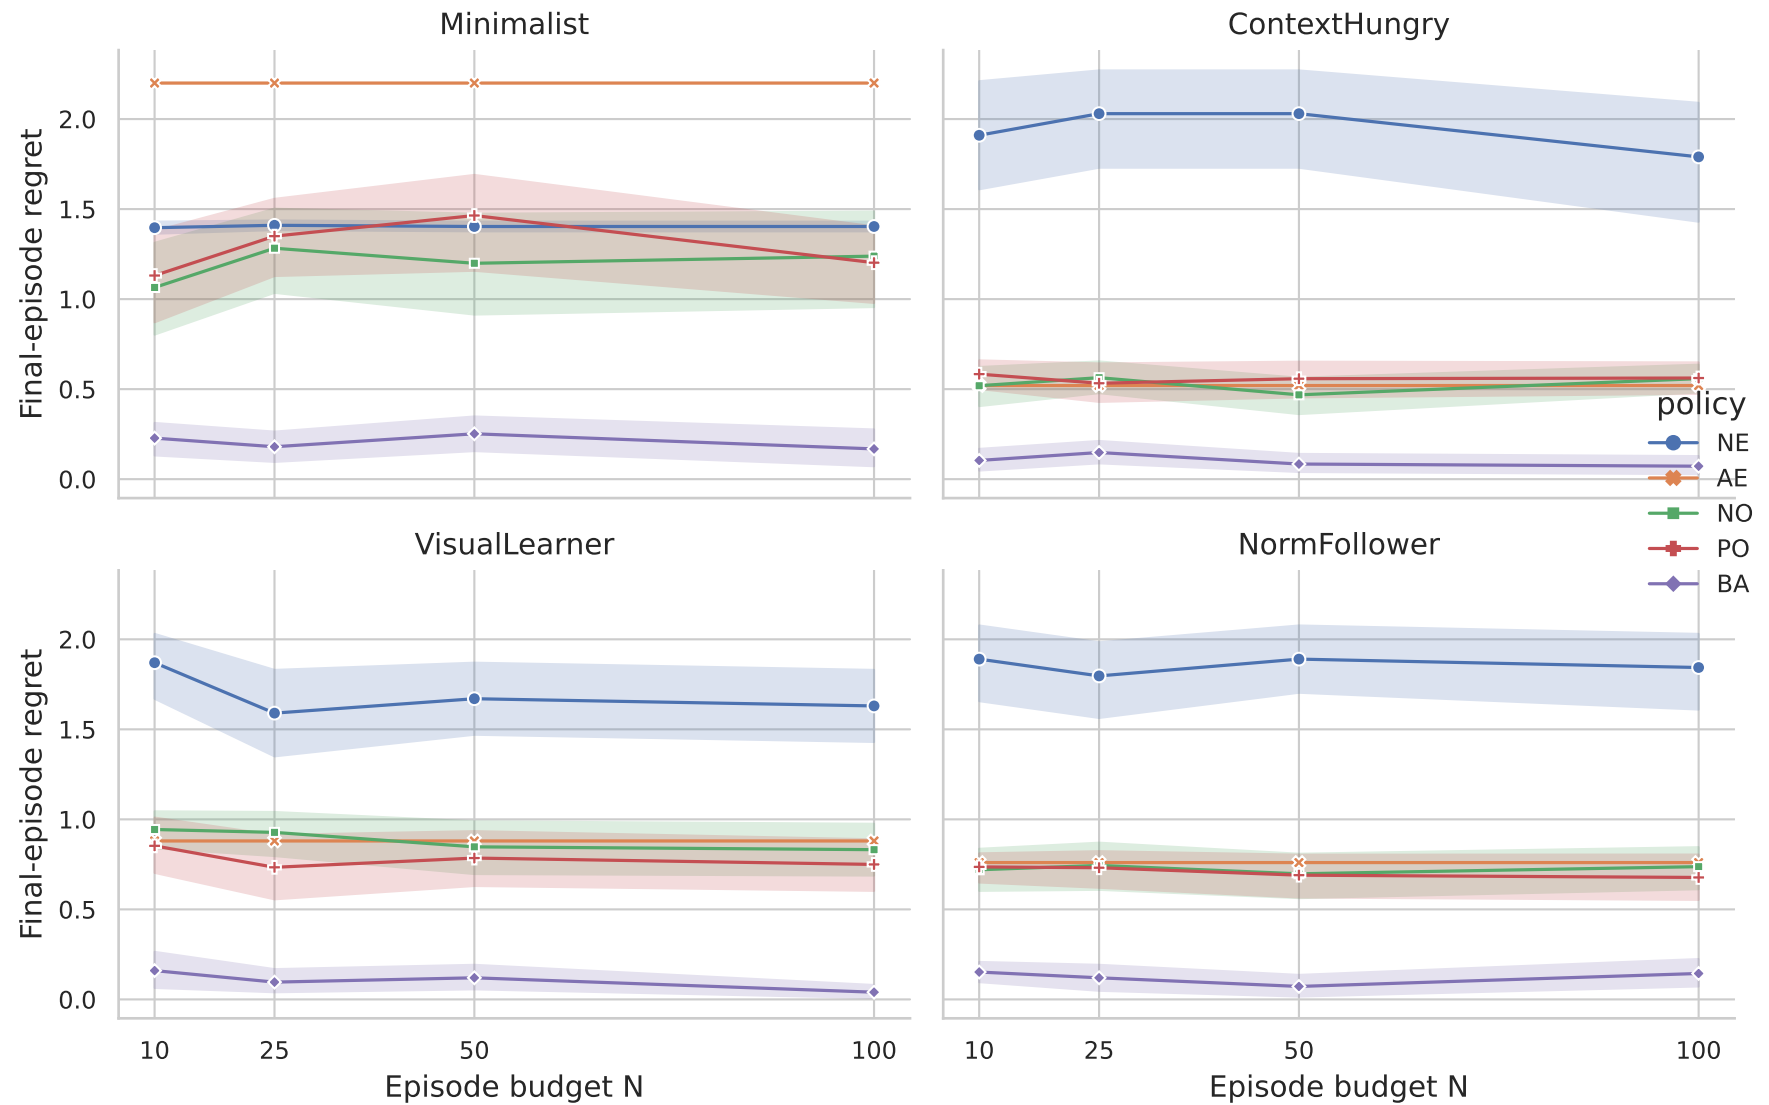 Minimalist
ContextHungry
Final-episode regret
2.0
1.5
1.0
0.5
0.0
policy
NE
AE
NO
PO
BA
VisualLearner
NormFollower
Final-episode regret
2.0
1.5
1.0
0.5
0.0
10 25 50 100
10 25 50 100
Episode budget N
Episode budget N